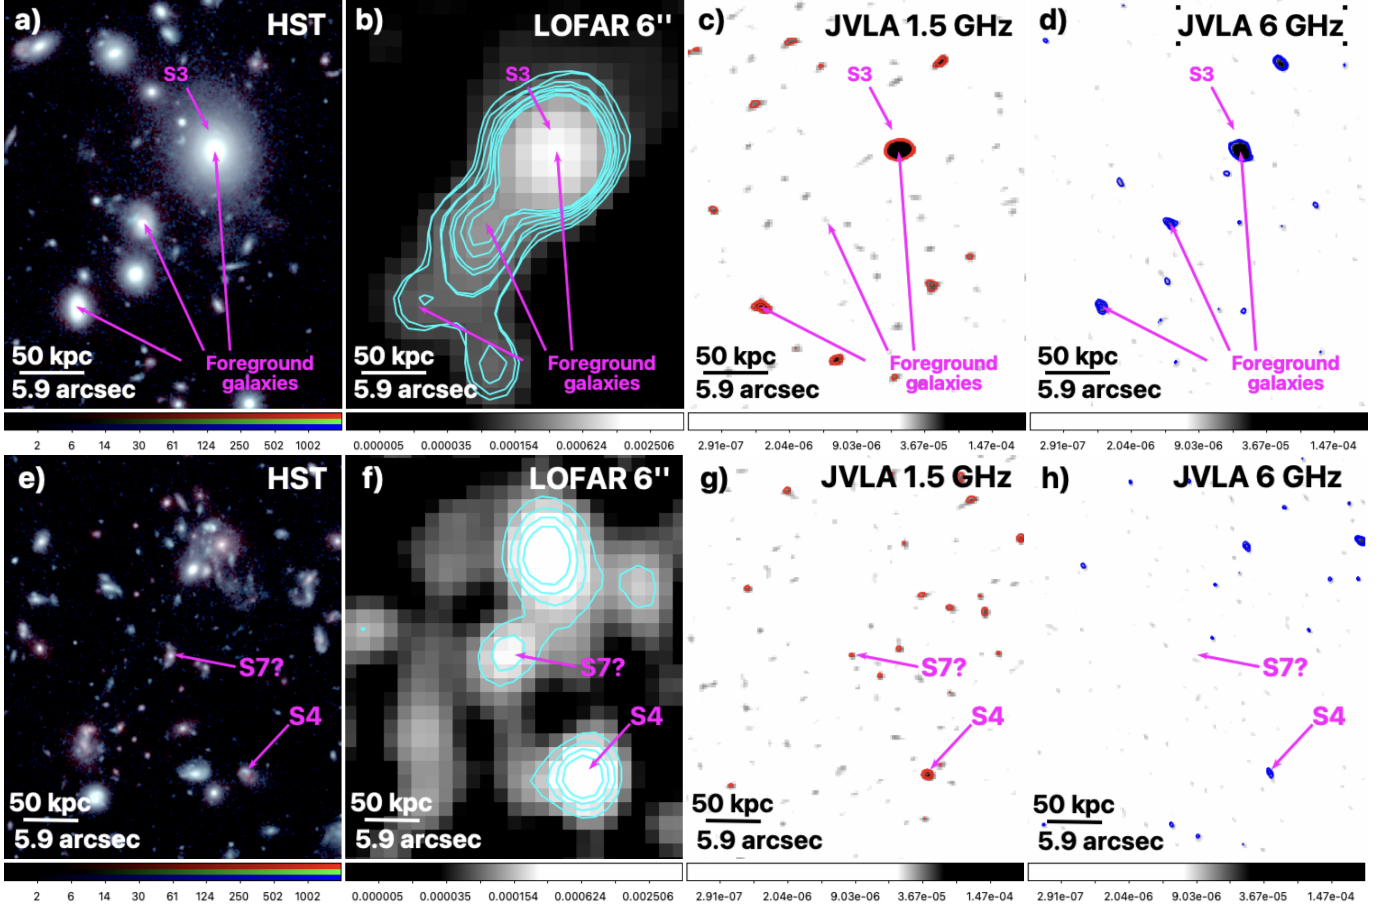 a) HST
S3
Foreground
galaxies
50 kpc
5.9 arcsec
2 6 14 30 61 124 250 502 1002
b) LOFAR 6''
S3
Foreground
galaxies
50 kpc
5.9 arcsec
0.000005 0.000035 0.000154 0.000624 0.002506
c) JVLA 1.5 GHz
S3
Foreground
galaxies
50 kpc
5.9 arcsec
2.91e-07 2.04e-06 9.03e-06 3.67e-05 1.47e-04
d) JVLA 6 GHz
S3
Foreground
galaxies
50 kpc
5.9 arcsec
2.91e-07 2.04e-06 9.03e-06 3.67e-05 1.47e-04
e) HST
S7?
S4
50 kpc
5.9 arcsec
2 6 14 30 61 124 250 502 1002
f) LOFAR 6''
S7?
S4
50 kpc
5.9 arcsec
0.000005 0.000035 0.000154 0.000624 0.002506
g) JVLA 1.5 GHz
S7?
S4
50 kpc
5.9 arcsec
2.91e-07 2.04e-06 9.03e-06 3.67e-05 1.47e-04
h) JVLA 6 GHz
S7?
S4
50 kpc
5.9 arcsec
2.91e-07 2.04e-06 9.03e-06 3.67e-05 1.47e-04